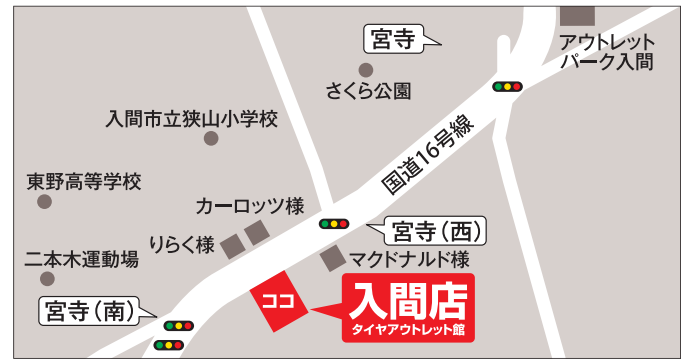 宮寺
アウトレット
パーク入間
さくら公園
入間市立狭山小学校
国道16号線
東野高等学校
カーロッツ様
宮寺（西）
りらく様
マクドナルド様
二本木運動場
ココ
入間店
タイヤアウトレット館
宮寺（南）